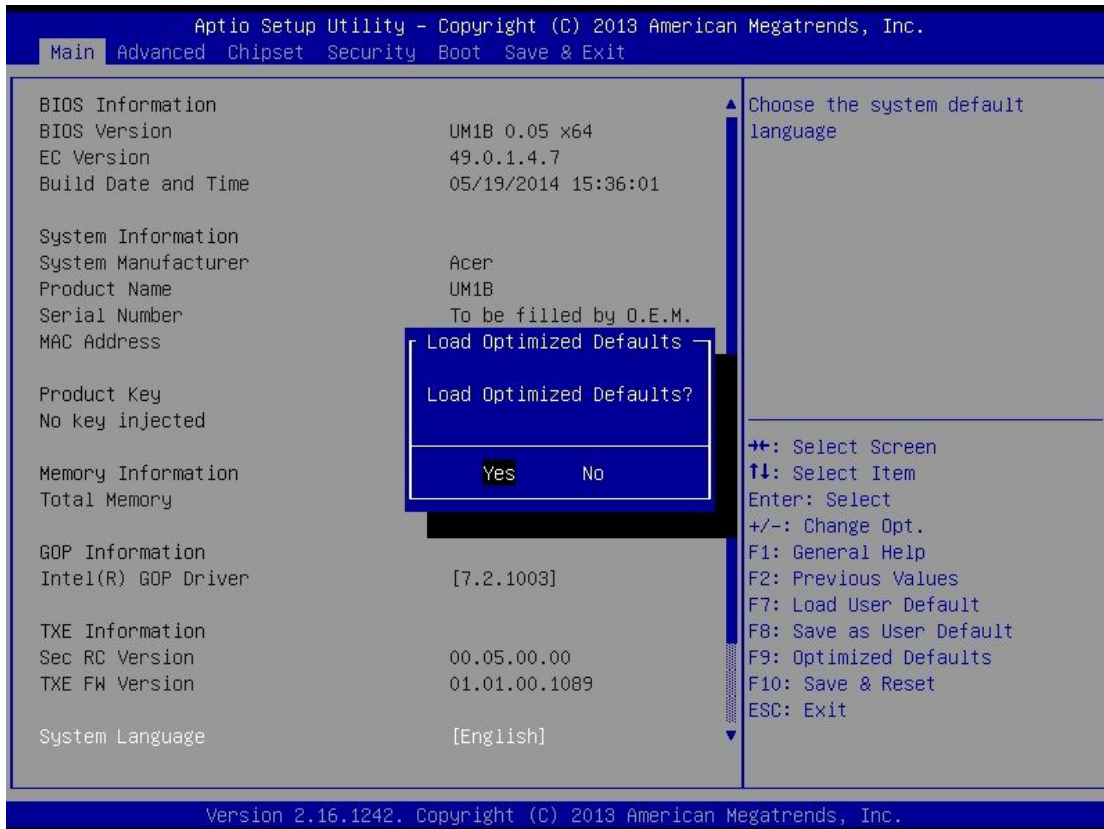 Aptio Setup Utility – Copyright (C) 2013 American Megatrends, Inc.
Main Advanced Chipset Security Boot Save & Exit
BIOS Information
BIOS Version UM1B 0.05 x64
EC Version 49.0.1.4.7
Build Date and Time 05/19/2014 15:36:01
System Information
System Manufacturer Acer
Product Name UM1B
Serial Number To be filled by O.E.M.
MAC Address
Product Key
No key injected
Memory Information
Total Memory
GOP Information
Intel(R) GOP Driver [7.2.1003]
TXE Information
Sec RC Version 00.05.00.00
TXE FW Version 01.01.00.1089
System Language [English]
Load Optimized Defaults
Load Optimized Defaults?
Yes No
Choose the system default
language
→←: Select Screen
↑↓: Select Item
Enter: Select
+/-: Change Opt.
F1: General Help
F2: Previous Values
F7: Load User Default
F8: Save as User Default
F9: Optimized Defaults
F10: Save & Reset
ESC: Exit
Version 2.16.1242. Copyright (C) 2013 American Megatrends, Inc.